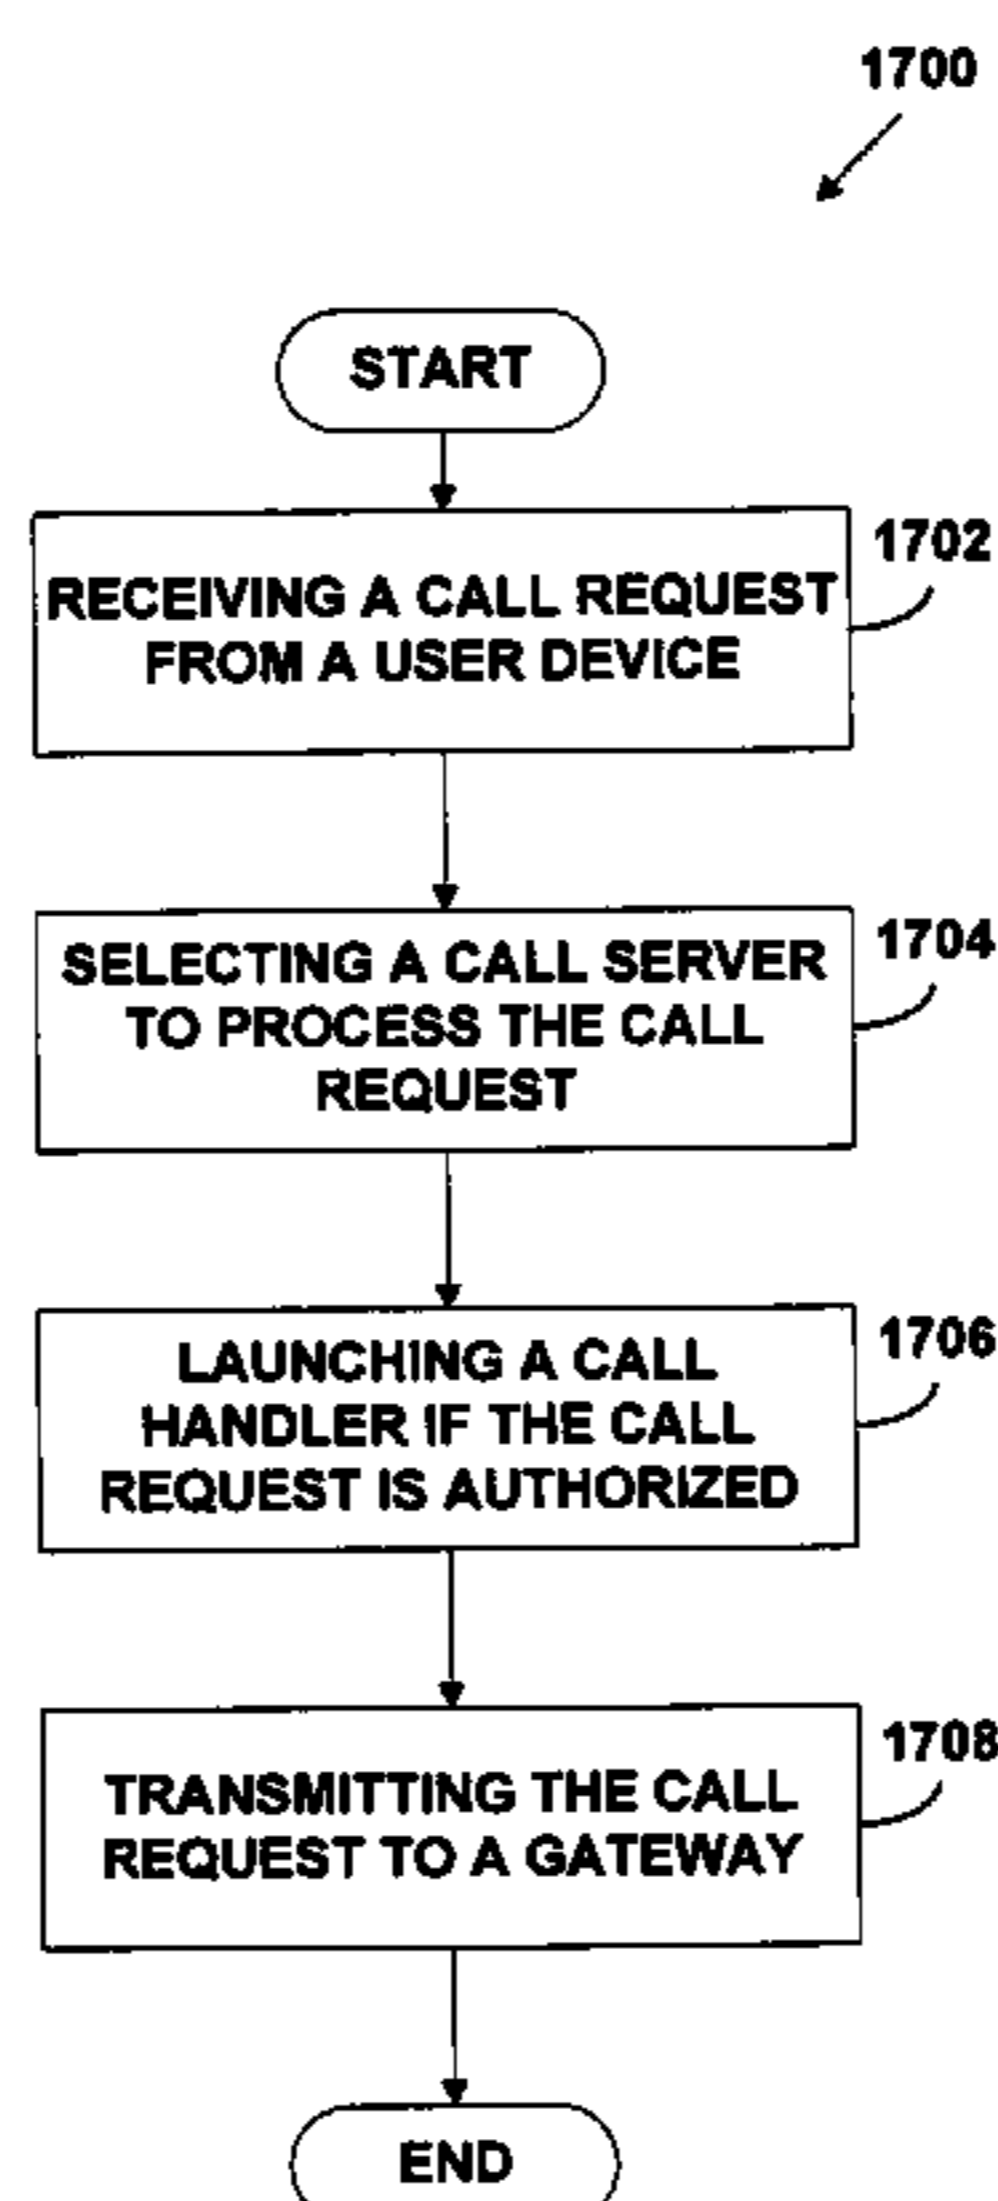 1700
START
1702
RECEIVING A CALL REQUEST
FROM A USER DEVICE
1704
SELECTING A CALL SERVER
TO PROCESS THE CALL
REQUEST
1706
LAUNCHING A CALL
HANDLER IF THE CALL
REQUEST IS AUTHORIZED
1708
TRANSMITTING THE CALL
REQUEST TO A GATEWAY
END